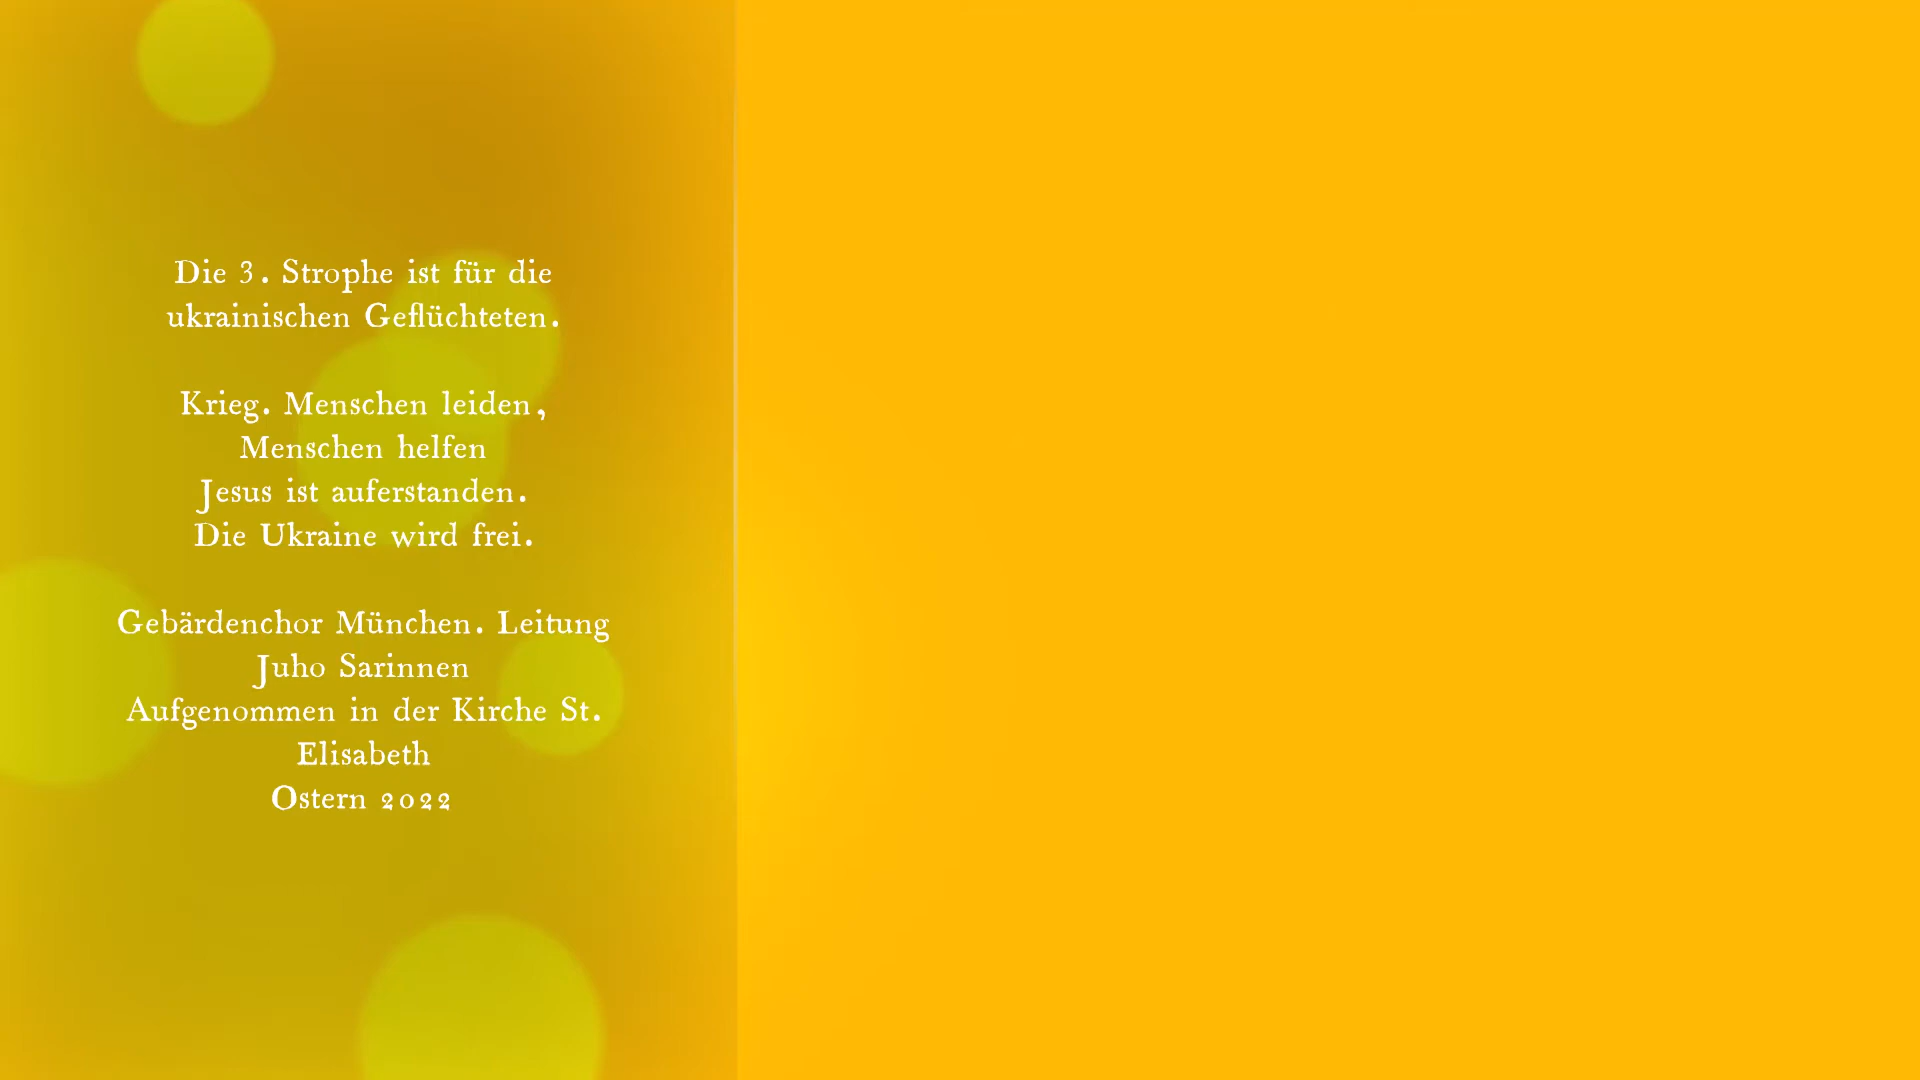 Die 3. Strophe ist für die
ukrainischen Geflüchteten.
Krieg. Menschen leiden,
Menschen helfen
Jesus ist auferstanden.
Die Ukraine wird frei.
Gebärdenchor München. Leitung
Juho Sarinnen
Aufgenommen in der Kirche St.
Elisabeth
Ostern 2022